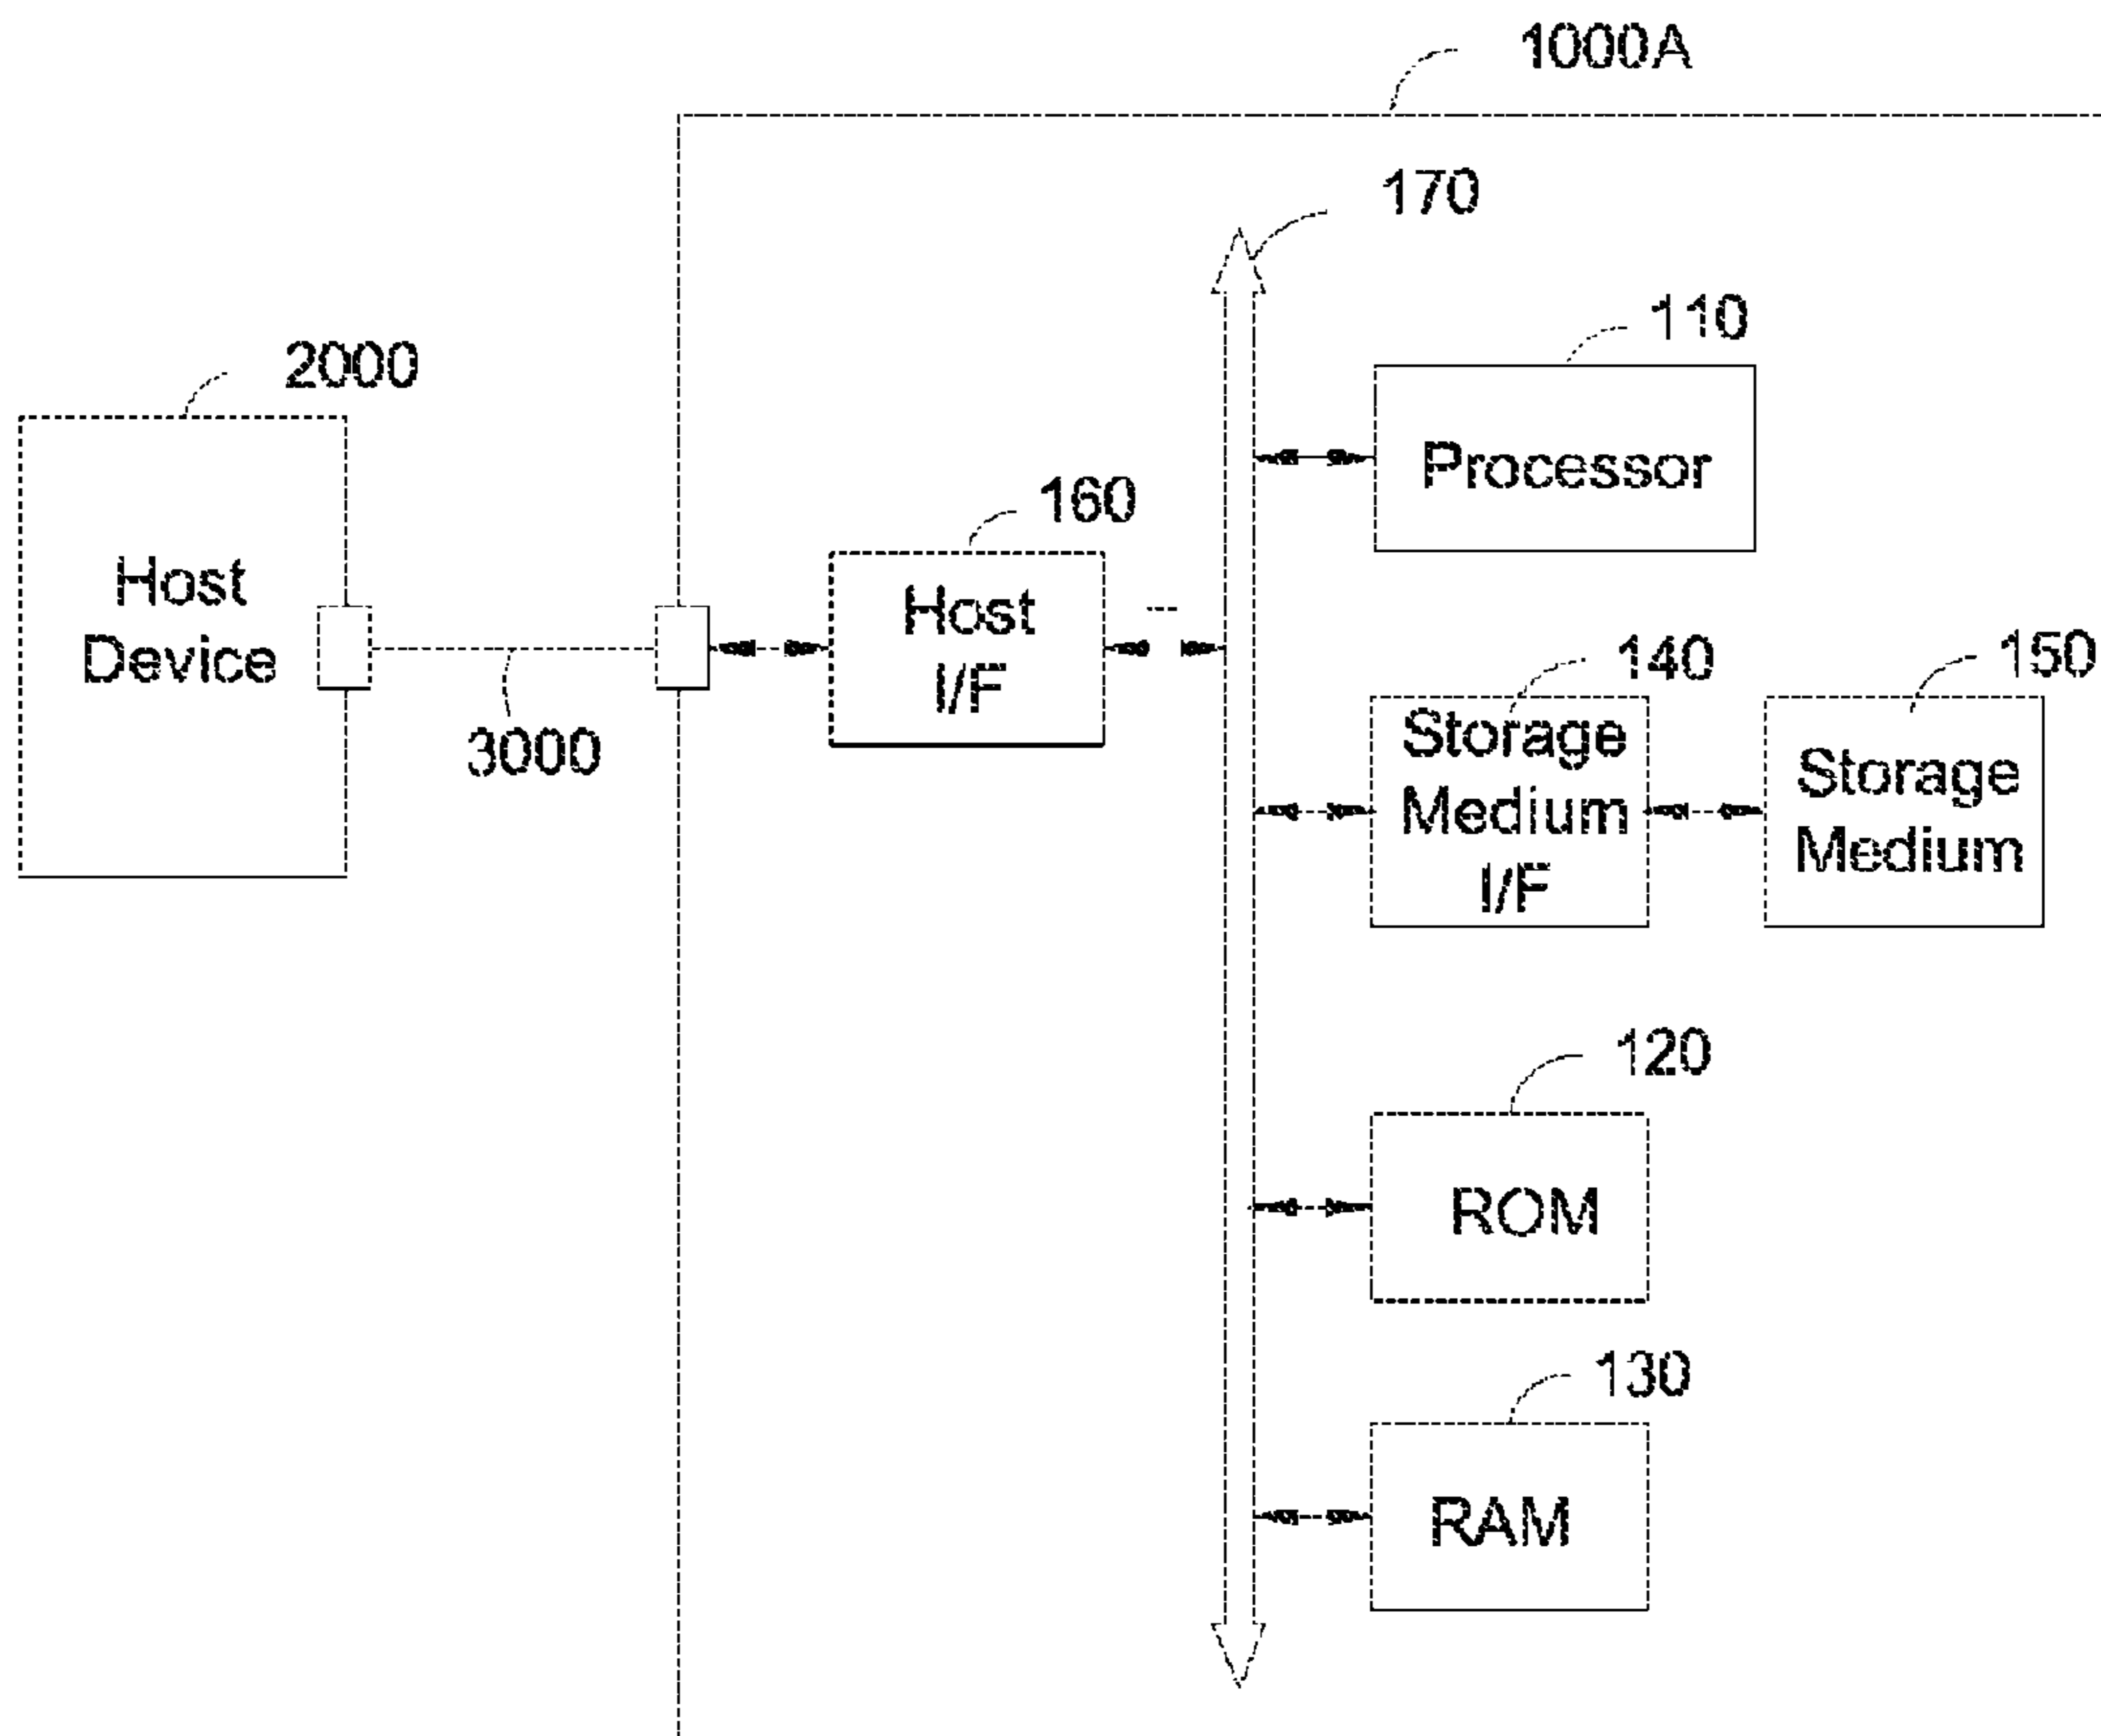 1000A
170
110
2000
Processor
160
Host
Device
Host
I/F
140
150
3000
Storage
Medium
I/F
Storage
Medium
120
ROM
130
RAM